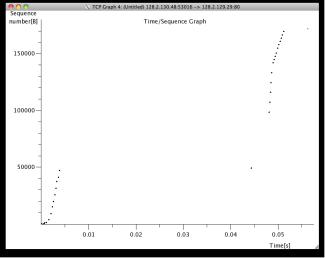 TCP Graph 4: (Untitled) 128.2.130.48:53016 --> 128.2.129.29:80
Sequence
number[B]
Time/Sequence Graph
150000
100000
50000
0.01
0.02
0.03
0.04
0.05
Time[s]